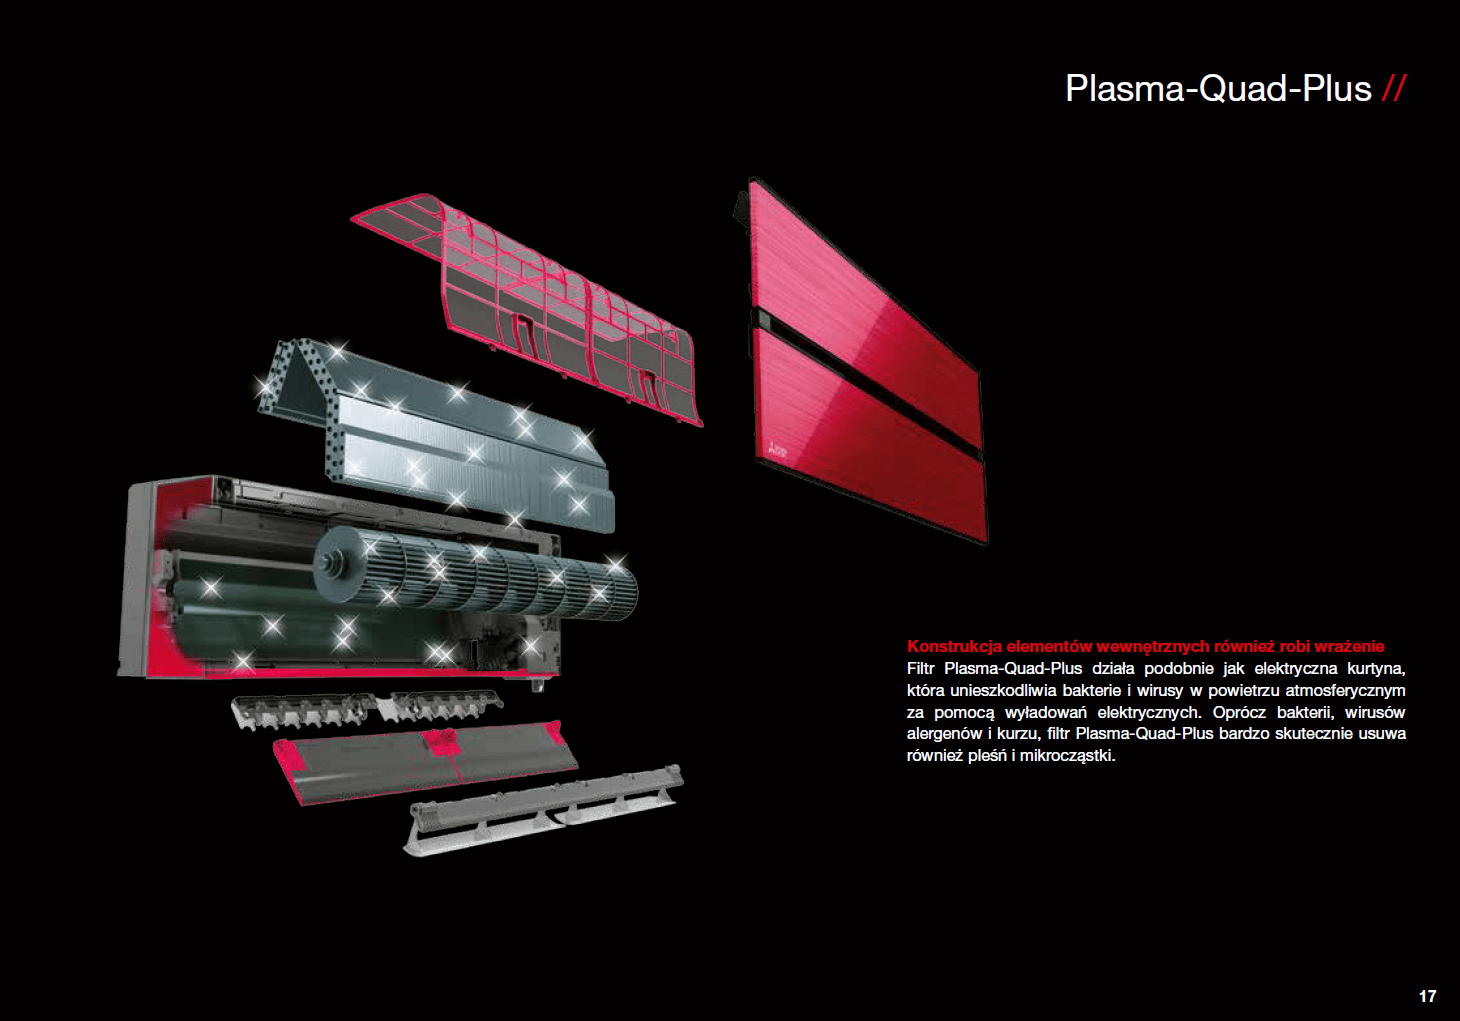 Plasma-Quad-Plus //
Konstrukcja elementów wewnętrznych również robi wrażenie
Filtr Plasma-Quad-Plus działa podobnie jak elektryczna kurtyna,
która unieszkodliwia bakterie i wirusy w powietrzu atmosferycznym
za pomocą wyładowań elektrycznych. Oprócz bakterii, wirusów
alergenów i kurzu, filtr Plasma-Quad-Plus bardzo skutecznie usuwa
również pleśń i mikrocząstki.
17